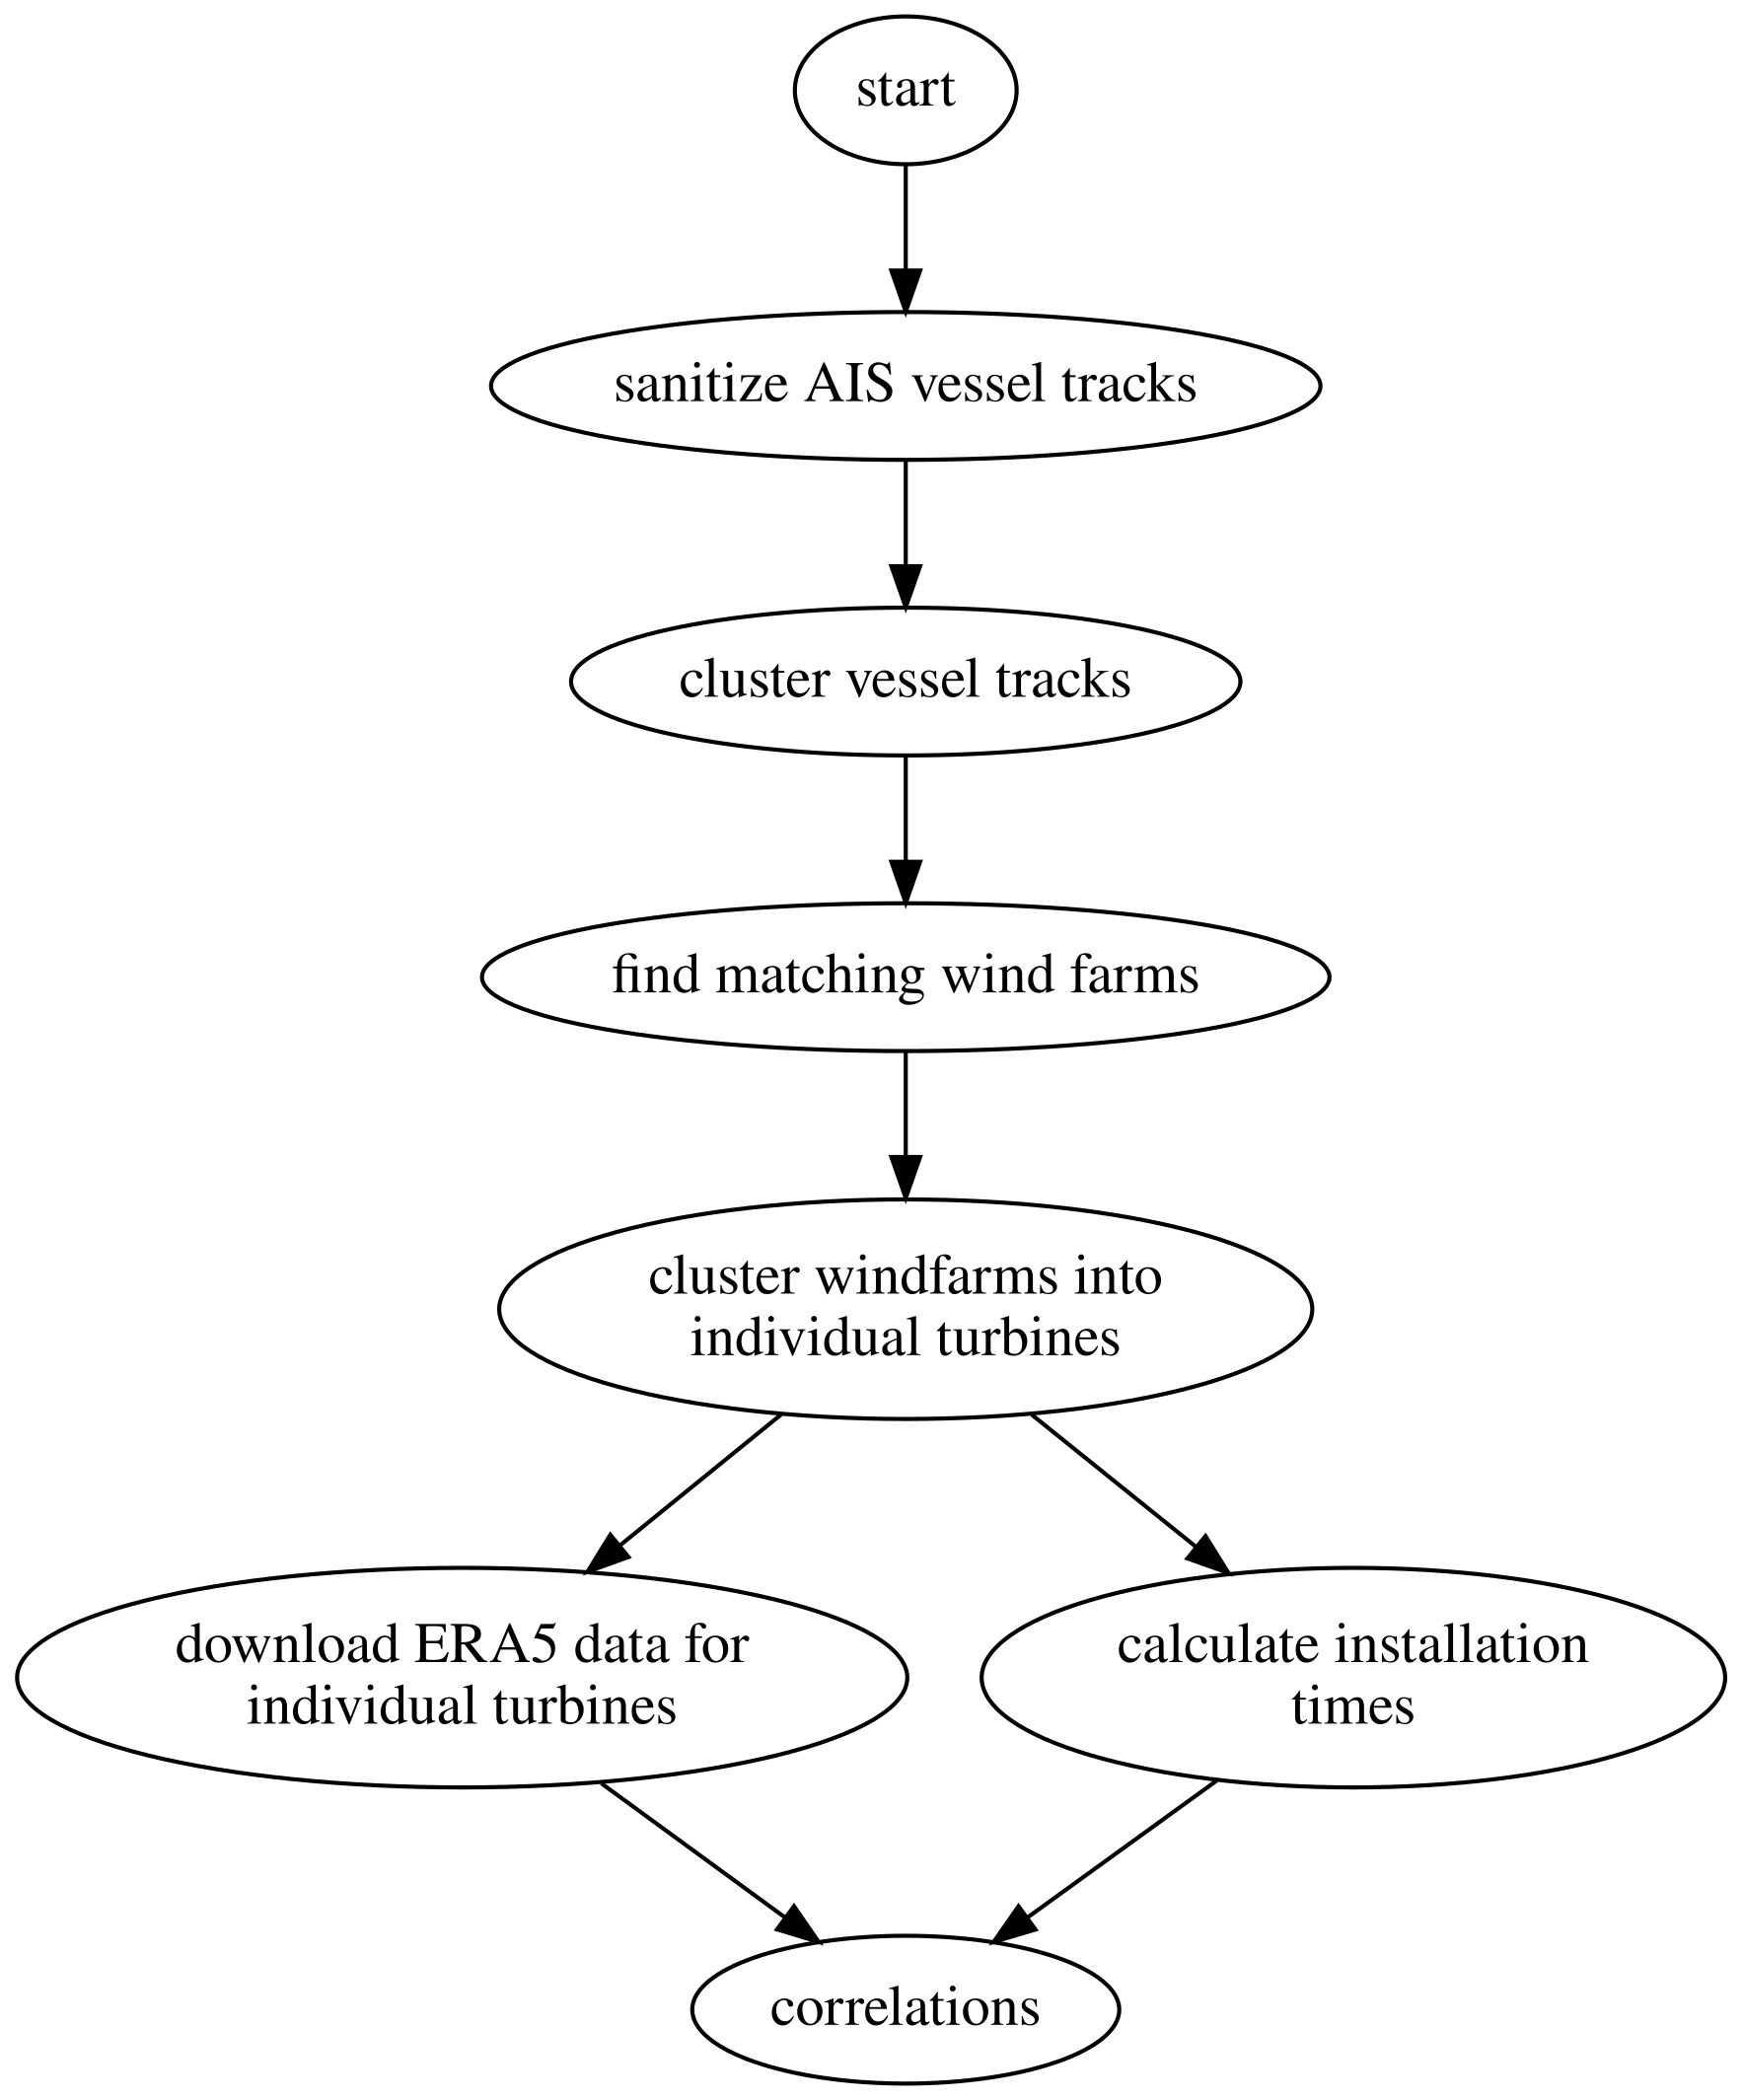 start
sanitize AIS vessel tracks
cluster vessel tracks
find matching wind farms
cluster windfarms into
individual turbines
download ERA5 data for
individual turbines
calculate installation
times
correlations